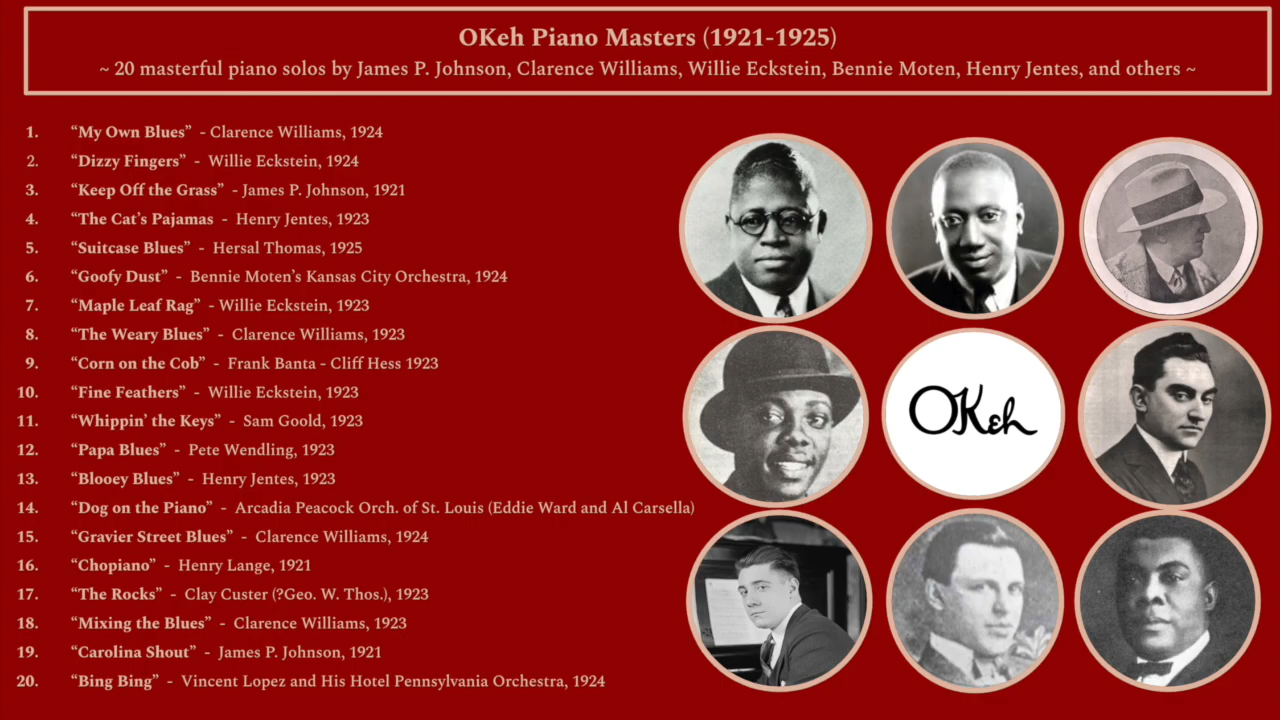 OKeh Piano Masters (1921-1925)
~ 20 masterful piano solos by James P. Johnson, Clarence Williams, Willie Eckstein, Bennie Moten, Henry Jentes, and others ~
1. “My Own Blues” - Clarence Williams, 1924
2. “Dizzy Fingers” - Willie Eckstein, 1924
3. “Keep Off the Grass” - James P. Johnson, 1921
4. “The Cat’s Pajamas - Henry Jentes, 1923
5. “Suitcase Blues” - Hersal Thomas, 1925
6. “Goofy Dust” - Bennie Moten’s Kansas City Orchestra, 1924
7. “Maple Leaf Rag” - Willie Eckstein, 1923
8. “The Weary Blues” - Clarence Williams, 1923
9. “Corn on the Cob” - Frank Banta - Cliff Hess 1923
10. “Fine Feathers” - Willie Eckstein, 1923
11. “Whippin’ the Keys” - Sam Goold, 1923
12. “Papa Blues” - Pete Wendling, 1923
13. “Blooey Blues” - Henry Jentes, 1923
14. “Dog on the Piano” - Arcadia Peacock Orch. of St. Louis (Eddie Ward and Al Carsella)
15. “Gravier Street Blues” - Clarence Williams, 1924
16. “Chopiano” - Henry Lange, 1921
17. “The Rocks” - Clay Custer (?Geo. W. Thos.), 1923
18. “Mixing the Blues” - Clarence Williams, 1923
19. “Carolina Shout” - James P. Johnson, 1921
20. “Bing Bing” - Vincent Lopez and His Hotel Pennsylvania Orchestra, 1924
OKeh